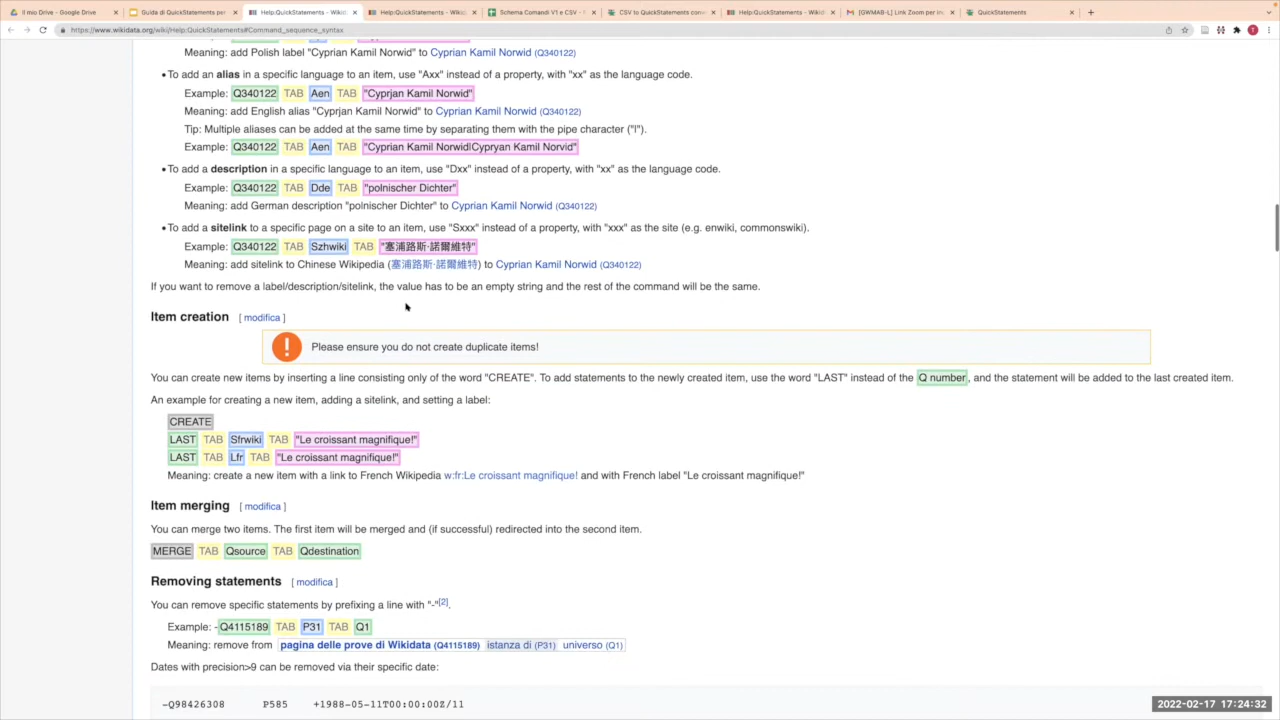 Il mio Drive - Google Drive
Guida di QuickStatements per
Help:QuickStatements - Wikid
Help:QuickStatements - Wikid
Schema Comandi V1 e CSV -
CSV to QuickStatements con
Help:QuickStatements - Wikid
[GWMAB-L] Link Zoom per in
QuickStatements
https://www.wikidata.org/wiki/Help:QuickStatements#Command_sequence_syntax
Meaning: add Polish label "Cyprian Kamil Norwid" to Cyprian Kamil Norwid (Q340122)
•To add an alias in a specific language to an item, use "Axx" instead of a property, with "xx" as the language code.
Example: Q340122 TAB Aen TAB "Cyprjan Kamil Norwid"
Meaning: add English alias "Cyprjan Kamil Norwid" to Cyprian Kamil Norwid (Q340122)
Tip: Multiple aliases can be added at the same time by separating them with the pipe character ("|").
Example: Q340122 TAB Aen TAB "Cyprian Kamil Norwid|Cypryan Kamil Norvid"
•To add a description in a specific language to an item, use "Dxx" instead of a property, with "xx" as the language code.
Example: Q340122 TAB Dde TAB "polnischer Dichter"
Meaning: add German description "polnischer Dichter" to Cyprian Kamil Norwid (Q340122)
•To add a sitelink to a specific page on a site to an item, use "Sxxx" instead of a property, with "xxx" as the site (e.g. enwiki, commonswiki).
Example: Q340122 TAB Szhwiki TAB "塞浦路斯·諾爾維特"
Meaning: add sitelink to Chinese Wikipedia (塞浦路斯·諾爾維特) to Cyprian Kamil Norwid (Q340122)
If you want to remove a label/description/sitelink, the value has to be an empty string and the rest of the command will be the same.
Item creation [ modifica ]
Please ensure you do not create duplicate items!
You can create new items by inserting a line consisting only of the word "CREATE". To add statements to the newly created item, use the word "LAST" instead of the Q number, and the statement will be added to the last created item.
An example for creating a new item, adding a sitelink, and setting a label:
CREATE
LAST TAB Sfrwiki TAB "Le croissant magnifique!"
LAST TAB Lfr TAB "Le croissant magnifique!"
Meaning: create a new item with a link to French Wikipedia w:fr:Le croissant magnifique! and with French label "Le croissant magnifique!"
Item merging [ modifica ]
You can merge two items. The first item will be merged and (if successful) redirected into the second item.
MERGE TAB Qsource TAB Qdestination
Removing statements [ modifica ]
You can remove specific statements by prefixing a line with "-"[2].
Example: -Q4115189 TAB P31 TAB Q1
Meaning: remove from pagina delle prove di Wikidata (Q4115189) istanza di (P31) universo (Q1)
Dates with precision>9 can be removed via their specific date:
-Q98426308 P585 +1988-05-11T00:00:00Z/11
2022-02-17 17:24:32